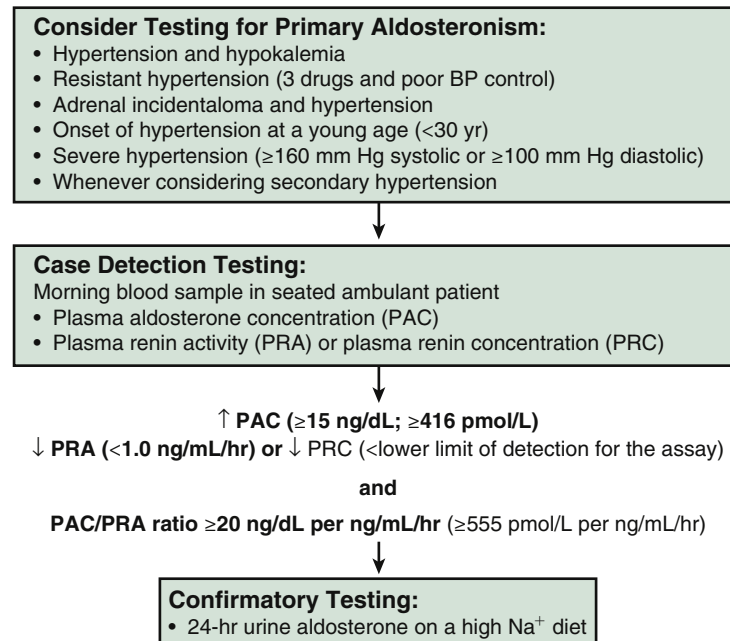 Consider Testing for Primary Aldosteronism:
• Hypertension and hypokalemia
• Resistant hypertension (3 drugs and poor BP control)
• Adrenal incidentaloma and hypertension
• Onset of hypertension at a young age (<30 yr)
• Severe hypertension (≥160 mm Hg systolic or ≥100 mm Hg diastolic)
• Whenever considering secondary hypertension
Case Detection Testing:
Morning blood sample in seated ambulant patient
• Plasma aldosterone concentration (PAC)
• Plasma renin activity (PRA) or plasma renin concentration (PRC)
↑ PAC (≥15 ng/dL; ≥416 pmol/L)
↓ PRA (<1.0 ng/mL/hr) or ↓ PRC (<lower limit of detection for the assay)
and
PAC/PRA ratio ≥20 ng/dL per ng/mL/hr (≥555 pmol/L per ng/mL/hr)
Confirmatory Testing:
• 24-hr urine aldosterone on a high Na⁺ diet